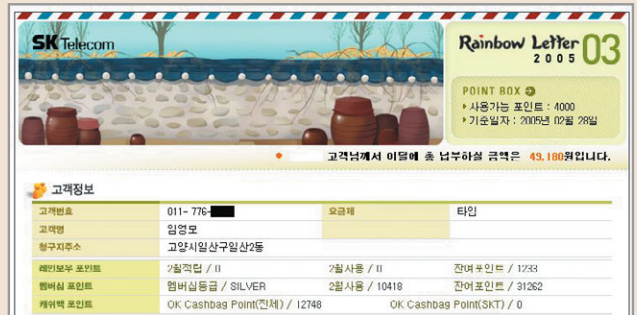 SK Telecom
Rainbow Letter 03
2005
POINT BOX
사용가능 포인트 : 4000
기준일자 : 2005년 02월 28일
고객님께서 이달에 총 납부하실 금액은 49,180원입니다.
고객정보
고객번호 011- 776- 요금제 타임
고객명 임영모
청구지주소 고양시일산구일산2동
레인보우 포인트 2월적립 / 0 2월사용 / 0 잔여포인트 / 1233
멤버십 포인트 멤버십등급 / SILVER 2월사용 / 10418 잔여포인트 / 31262
캐쉬백 포인트 OK Cashbag Point(전체) / 12748 OK Cashbag Point(SKT) / 0